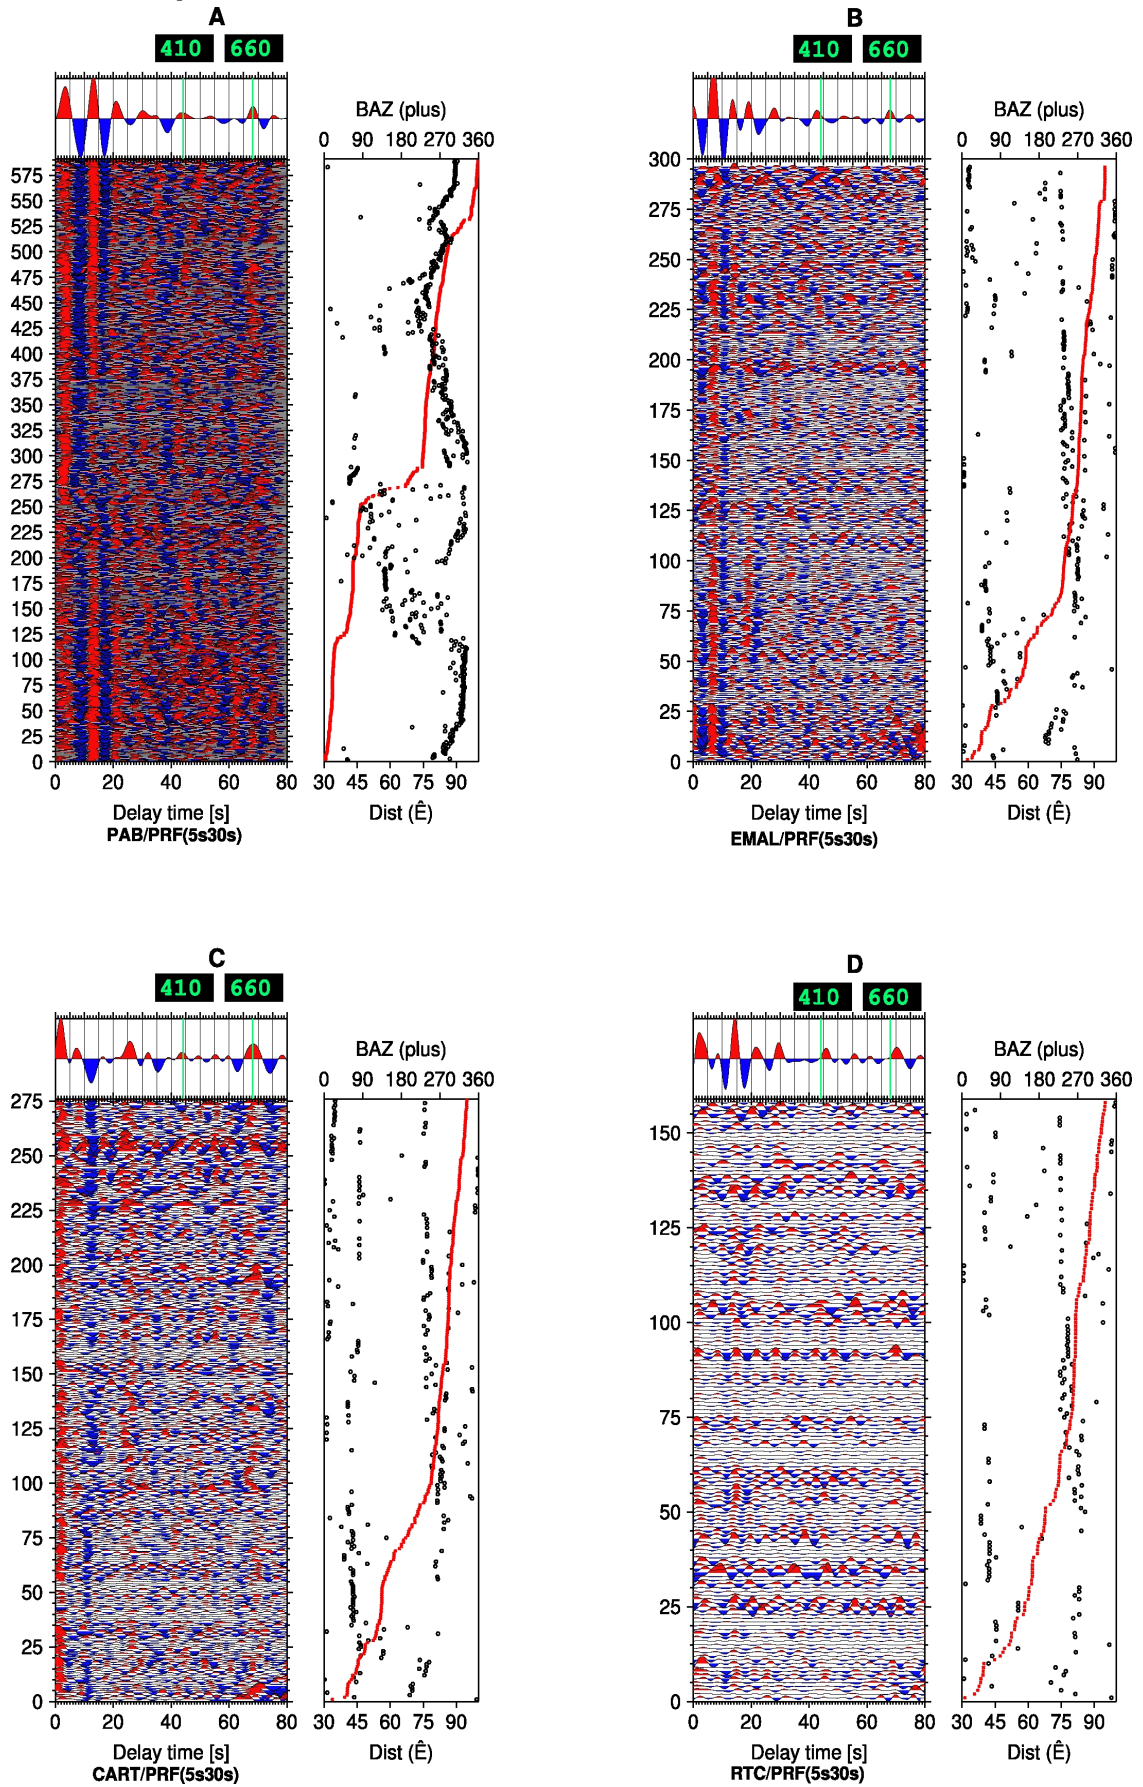 A
410 660
BAZ (plus)
0 90 180 270 360
575
550
525
500
475
450
425
400
375
350
325
300
275
250
225
200
175
150
125
100
75
50
25
0
0 20 40 60 80
30 45 60 75 90
Delay time [s]
Dist (Ê)
PAB/PRF(5s30s)
B
410 660
BAZ (plus)
0 90 180 270 360
300
275
250
225
200
175
150
125
100
75
50
25
0
0 20 40 60 80
30 45 60 75 90
Delay time [s]
Dist (Ê)
EMAL/PRF(5s30s)
C
410 660
BAZ (plus)
0 90 180 270 360
275
250
225
200
175
150
125
100
75
50
25
0
0 20 40 60 80
30 45 60 75 90
Delay time [s]
Dist (Ê)
CART/PRF(5s30s)
D
410 660
BAZ (plus)
0 90 180 270 360
150
125
100
75
50
25
0
0 20 40 60 80
30 45 60 75 90
Delay time [s]
Dist (Ê)
RTC/PRF(5s30s)